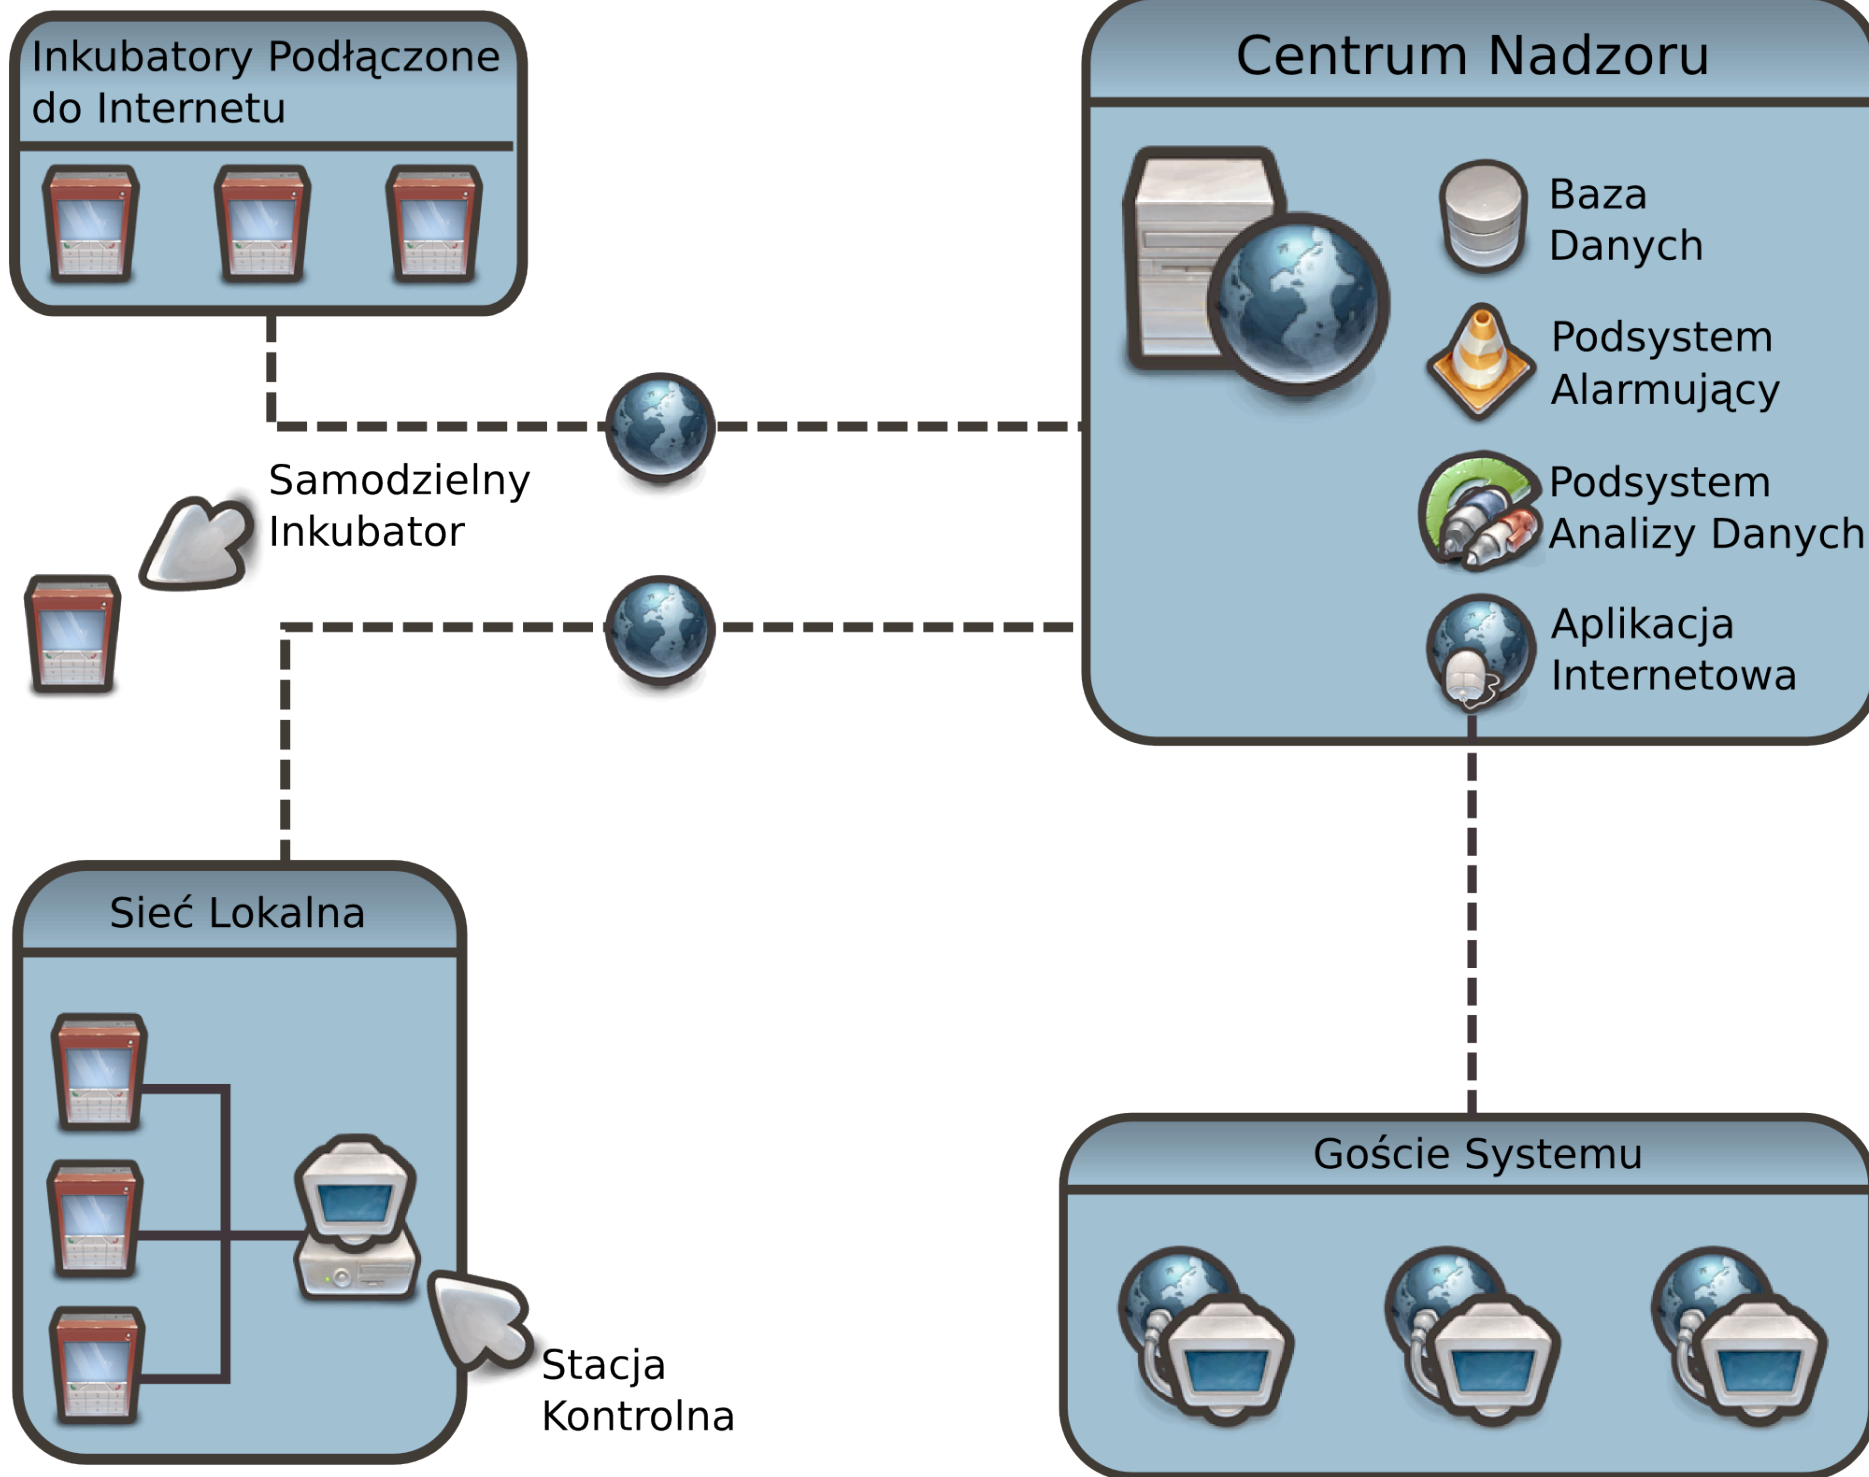 Inkubatory Podłączone
do Internetu
Centrum Nadzoru
Baza
Danych
Podsystem
Alarmujący
Podsystem
Analizy Danych
Aplikacja
Internetowa
Samodzielny
Inkubator
Sieć Lokalna
Stacja
Kontrolna
Goście Systemu